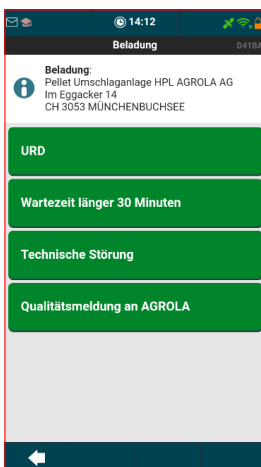 14:12
Beladung
D41BA
Beladung:
Pellet Umschlaganlage HPL AGROLA AG
Im Eggacker 14
CH 3053 MÜNCHENBUCHSEE
URD
Wartezeit länger 30 Minuten
Technische Störung
Qualitätsmeldung an AGROLA